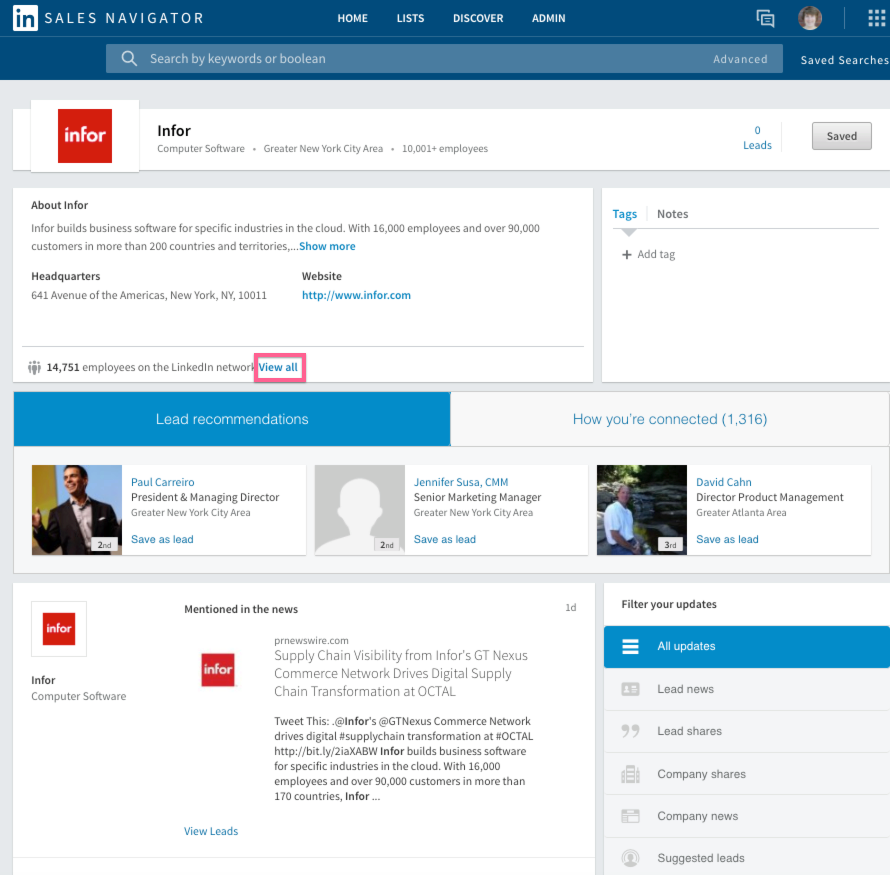 in SALES NAVIGATOR
HOME LISTS DISCOVER ADMIN
Search by keywords or boolean Advanced Saved Searches
infor
Infor
Computer Software • Greater New York City Area • 10,001+ employees
0
Leads
Saved
About Infor
Infor builds business software for specific industries in the cloud. With 16,000 employees and over 90,000
customers in more than 200 countries and territories,...Show more
Headquarters
641 Avenue of the Americas, New York, NY, 10011
Website
http://www.infor.com
14,751 employees on the LinkedIn network View all
Tags Notes
+ Add tag
Lead recommendations
How you're connected (1,316)
2nd
Paul Carreiro
President & Managing Director
Greater New York City Area
Save as lead
2nd
Jennifer Susa, CMM
Senior Marketing Manager
Greater New York City Area
Save as lead
3rd
David Cahn
Director Product Management
Greater Atlanta Area
Save as lead
infor
Infor
Computer Software
Mentioned in the news 1d
infor
prnewswire.com
Supply Chain Visibility from Infor's GT Nexus
Commerce Network Drives Digital Supply
Chain Transformation at OCTAL
Tweet This: .@Infor's @GTNexus Commerce Network
drives digital #supplychain transformation at #OCTAL
http://bit.ly/2iaXABW Infor builds business software
for specific industries in the cloud. With 16,000
employees and over 90,000 customers in more than
170 countries, Infor ...
View Leads
Filter your updates
All updates
Lead news
Lead shares
Company shares
Company news
Suggested leads